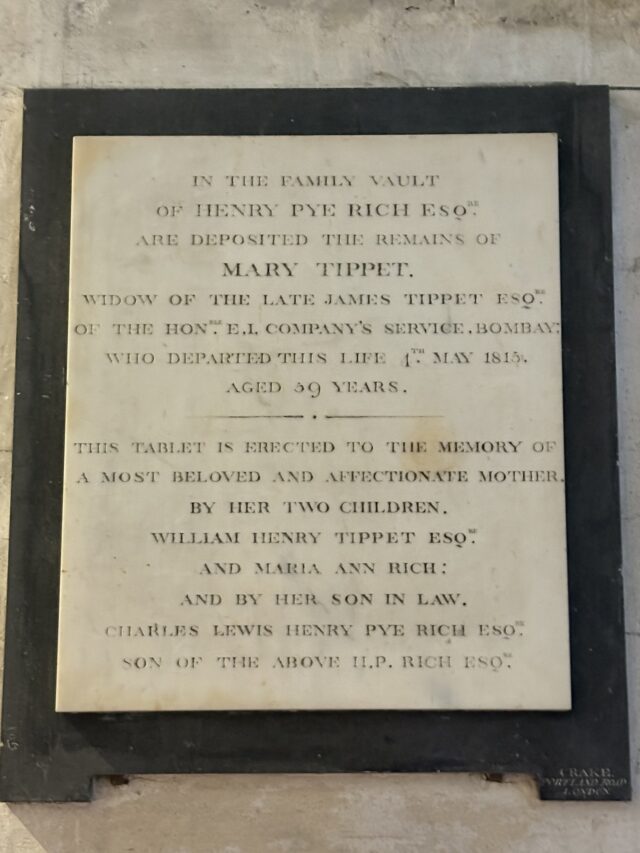 IN THE FAMILY VAULT
OF HENRY PYE RICH ESQ.RE
ARE DEPOSITED THE REMAINS OF
MARY TIPPET.
WIDOW OF THE LATE JAMES TIPPET ESQ.RE
OF THE HON.BLE E.I. COMPANY'S SERVICE, BOMBAY;
WHO DEPARTED THIS LIFE 4.TH MAY 1815.
AGED 59 YEARS.
THIS TABLET IS ERECTED TO THE MEMORY OF
A MOST BELOVED AND AFFECTIONATE MOTHER,
BY HER TWO CHILDREN,
WILLIAM HENRY TIPPET ESQ.RE
AND MARIA ANN RICH:
AND BY HER SON IN LAW,
CHARLES LEWIS HENRY PYE RICH ESQ.RE
SON OF THE ABOVE H.P. RICH ESQ.RE
CRAKE.
PORTLAND ROAD
LONDON